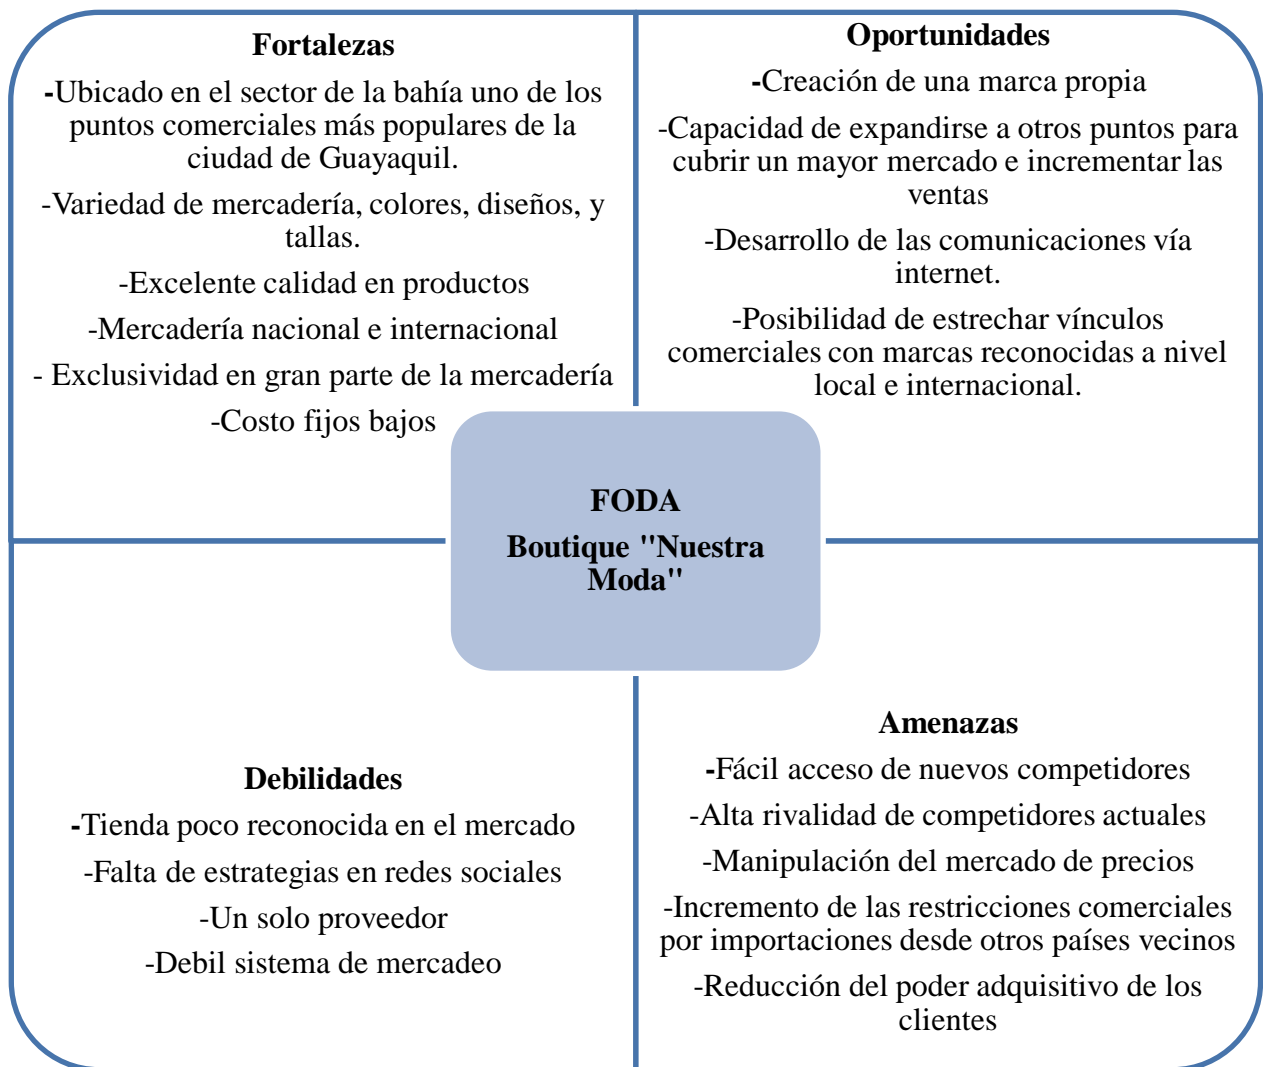 Fortalezas
-Ubicado en el sector de la bahía uno de los
puntos comerciales más populares de la
ciudad de Guayaquil.
-Variedad de mercadería, colores, diseños, y
tallas.
-Excelente calidad en productos
-Mercadería nacional e internacional
- Exclusividad en gran parte de la mercadería
-Costo fijos bajos
Oportunidades
-Creación de una marca propia
-Capacidad de expandirse a otros puntos para
cubrir un mayor mercado e incrementar las
ventas
-Desarrollo de las comunicaciones vía
internet.
-Posibilidad de estrechar vínculos
comerciales con marcas reconocidas a nivel
local e internacional.
FODA
Boutique "Nuestra
Moda"
Debilidades
-Tienda poco reconocida en el mercado
-Falta de estrategias en redes sociales
-Un solo proveedor
-Debil sistema de mercadeo
Amenazas
-Fácil acceso de nuevos competidores
-Alta rivalidad de competidores actuales
-Manipulación del mercado de precios
-Incremento de las restricciones comerciales
por importaciones desde otros países vecinos
-Reducción del poder adquisitivo de los
clientes